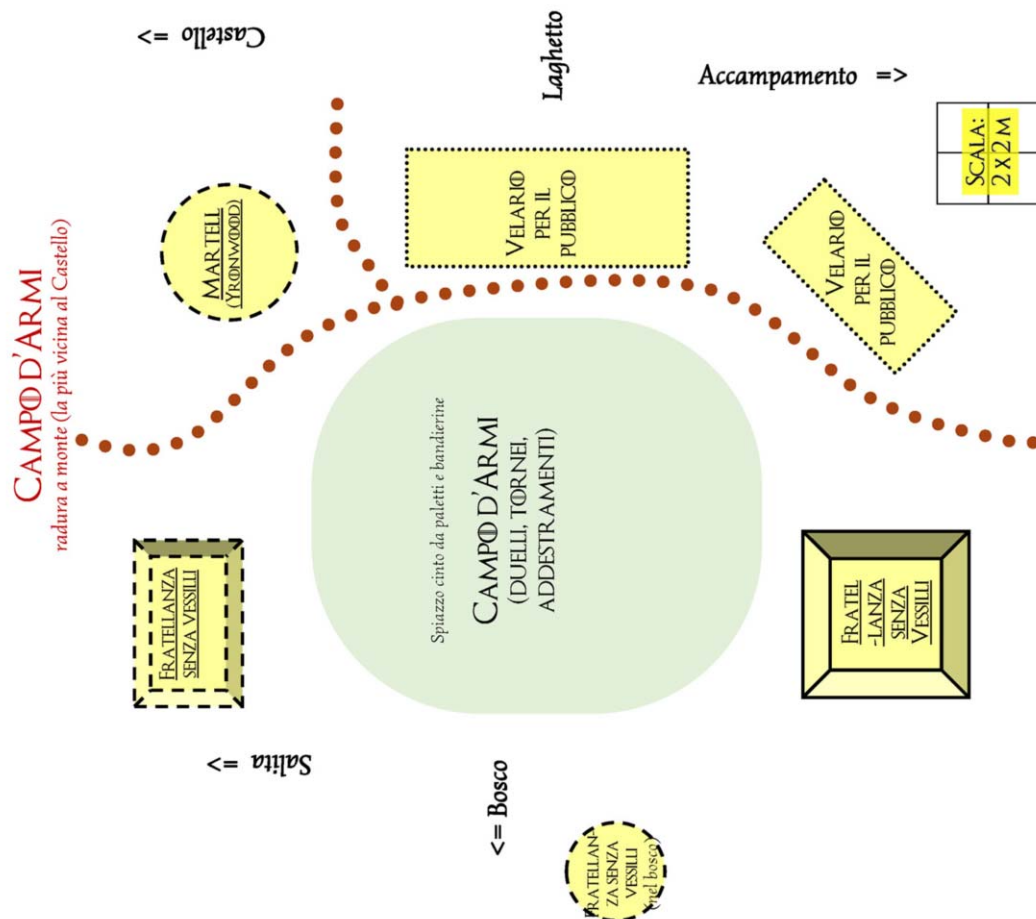 CAMPO D'ARMI
radura a monte (la più vicina al Castello)
Castello =>
MARTELL
(YRONWOOD)
Laghetto
VELARIO
PER IL
PUBBLICO
Accampamento =>
SCALA:
2 X 2 M
VELARIO
PER IL
PUBBLICO
FRATELLANZA
SENZA VESSILLI
Spiazzo cinto da paletti e bandierine
CAMPO D'ARMI
(DUELLI, TORNEI,
ADDESTRAMENTI)
FRATEL
-LANZA
SENZA
VESSILLI
Salita =>
<= Bosco
FRATELLAN-
ZA SENZA
VESSILLI
(nel bosco)